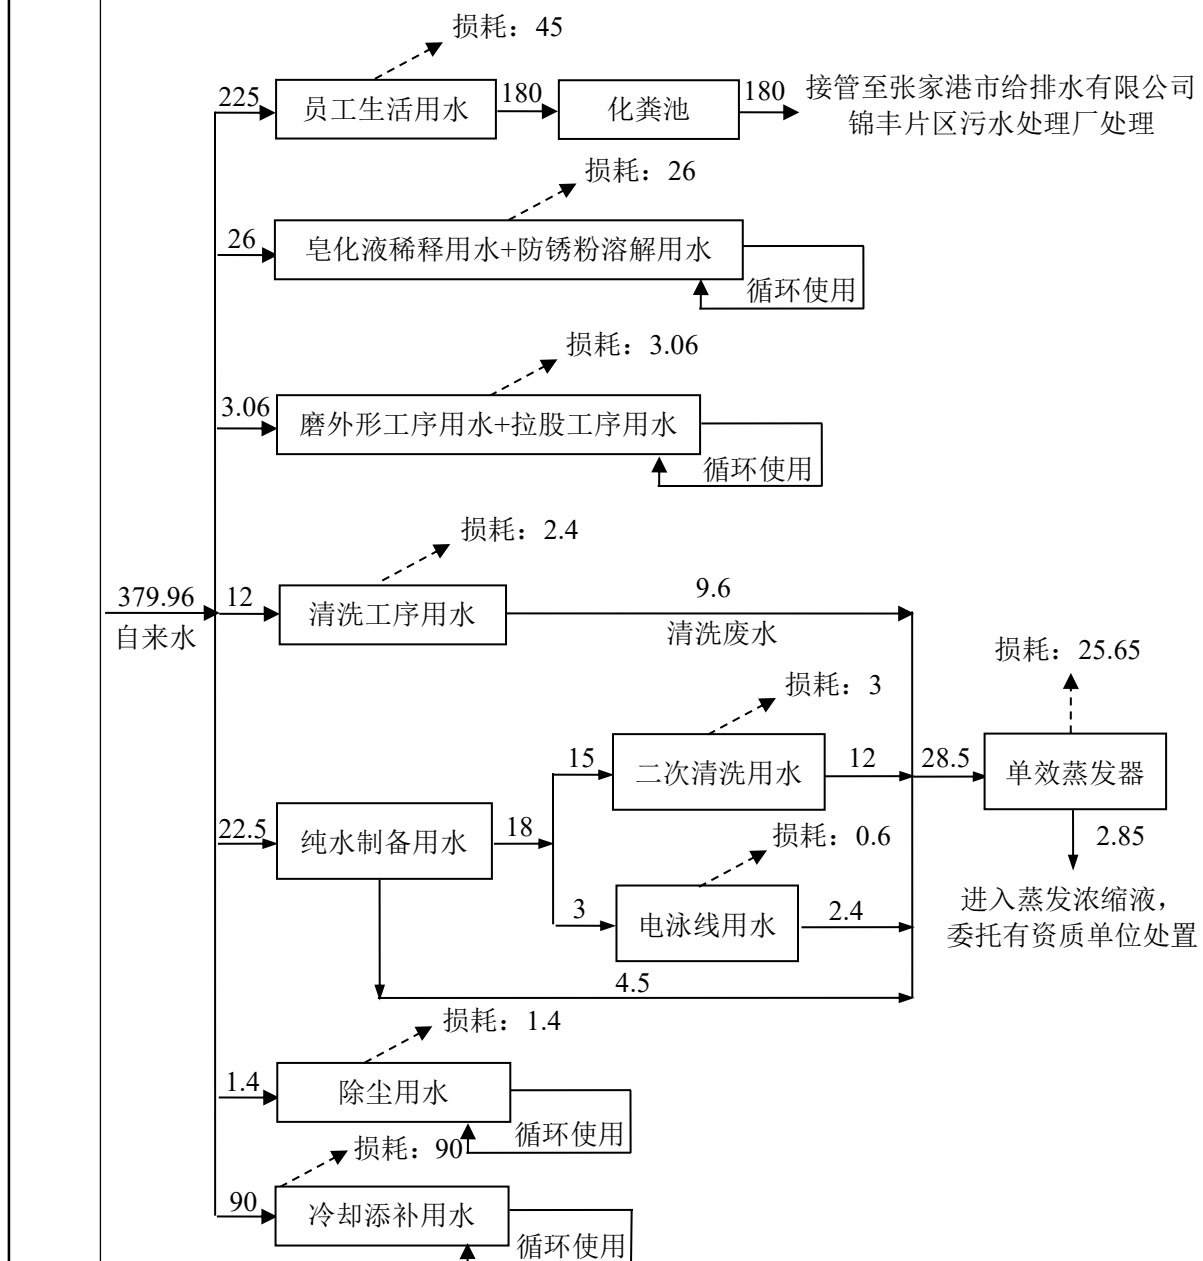 损耗：45
225
员工生活用水
180
化粪池
180
接管至张家港市给排水有限公司
锦丰片区污水处理厂处理
损耗：26
26
皂化液稀释用水+防锈粉溶解用水
循环使用
损耗：3.06
3.06
磨外形工序用水+拉股工序用水
循环使用
损耗：2.4
379.96
自来水
12
清洗工序用水
9.6
清洗废水
损耗：25.65
损耗：3
15
二次清洗用水
12
28.5
单效蒸发器
22.5
纯水制备用水
18
损耗：0.6
2.85
3
电泳线用水
2.4
进入蒸发浓缩液，
委托有资质单位处置
4.5
损耗：1.4
1.4
除尘用水
循环使用
损耗：90
90
冷却添补用水
循环使用